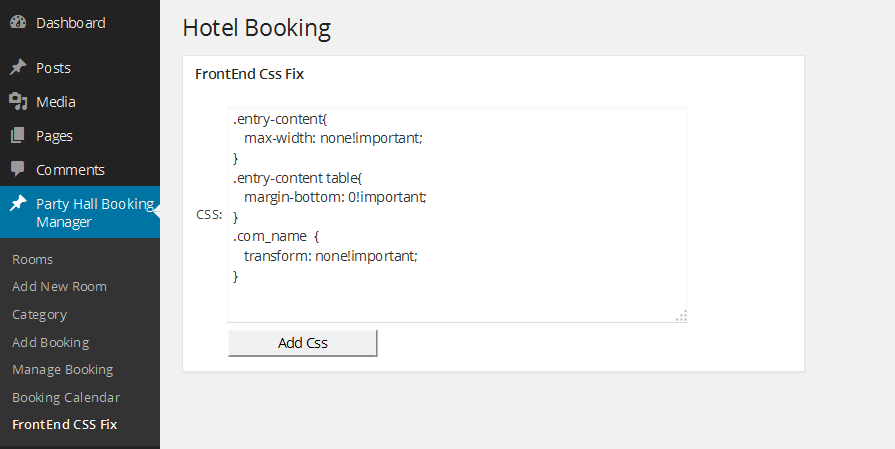 Dashboard
Posts
Media
Pages
Comments
Party Hall Booking
Manager
Rooms
Add New Room
Category
Add Booking
Manage Booking
Booking Calendar
FrontEnd CSS Fix
Hotel Booking
FrontEnd Css Fix
CSS:
.entry-content{
max-width: none!important;
}
.entry-content table{
margin-bottom: 0!important;
}
.com_name {
transform: none!important;
}
Add Css